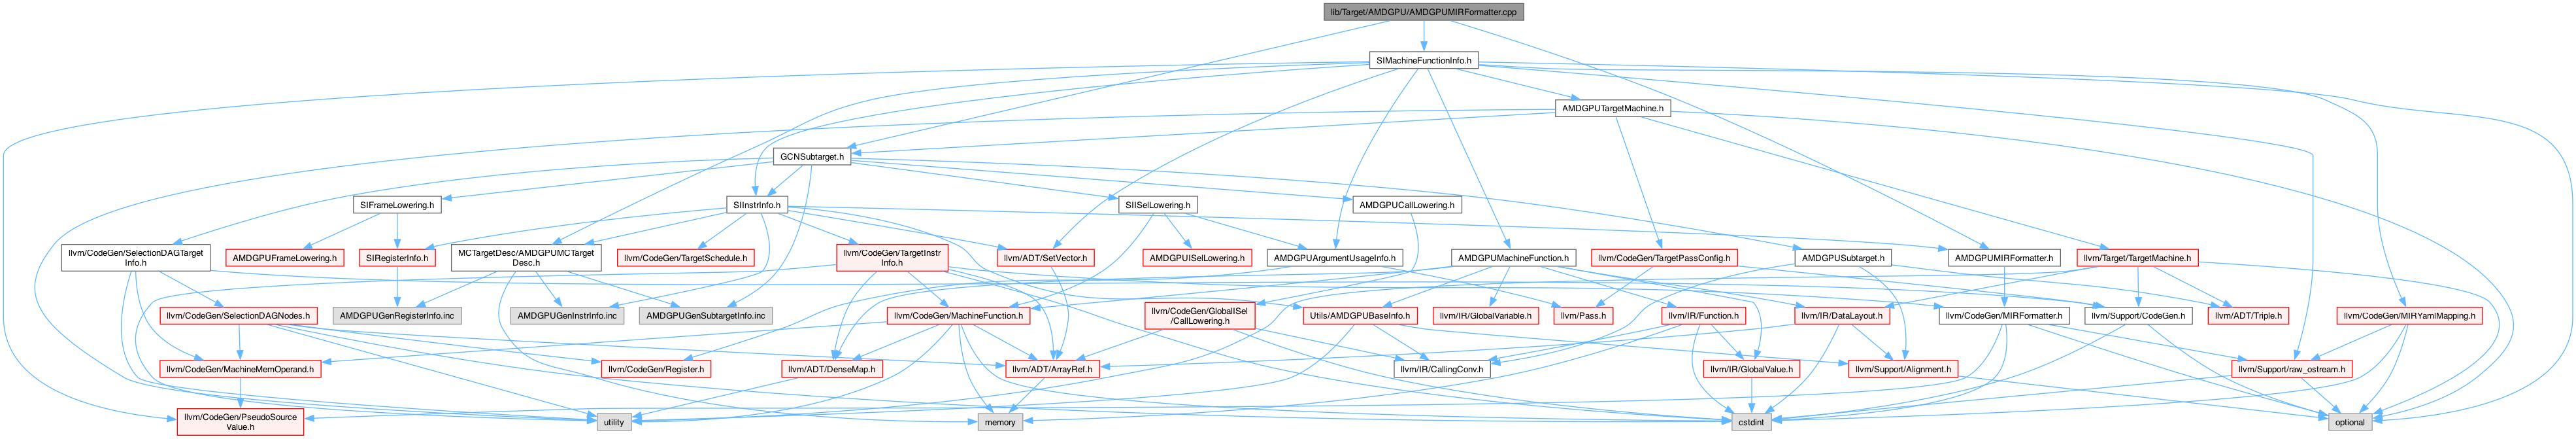 lib/Target/AMDGPU/AMDGPUMIRFormatter.cpp
SIMachineFunctionInfo.h
AMDGPUTargetMachine.h
GCNSubtarget.h
SIFrameLowering.h
SIInstrInfo.h
SIISelLowering.h
AMDGPUCallLowering.h
llvm/CodeGen/SelectionDAGTarget
Info.h
AMDGPUFrameLowering.h
SIRegisterInfo.h
MCTargetDesc/AMDGPUMCTarget
Desc.h
llvm/CodeGen/TargetSchedule.h
llvm/CodeGen/TargetInstr
Info.h
llvm/ADT/SetVector.h
AMDGPUISelLowering.h
AMDGPUArgumentUsageInfo.h
AMDGPUMachineFunction.h
llvm/CodeGen/TargetPassConfig.h
AMDGPUSubtarget.h
AMDGPUMIRFormatter.h
llvm/Target/TargetMachine.h
llvm/CodeGen/SelectionDAGNodes.h
AMDGPUGenRegisterInfo.inc
AMDGPUGenInstrInfo.inc
AMDGPUGenSubtargetInfo.inc
llvm/CodeGen/MachineFunction.h
llvm/CodeGen/GlobalISel
/CallLowering.h
Utils/AMDGPUBaseInfo.h
llvm/IR/GlobalVariable.h
llvm/Pass.h
llvm/IR/Function.h
llvm/IR/DataLayout.h
llvm/CodeGen/MIRFormatter.h
llvm/Support/CodeGen.h
llvm/ADT/Triple.h
llvm/CodeGen/MIRYamlMapping.h
llvm/CodeGen/MachineMemOperand.h
llvm/CodeGen/Register.h
llvm/ADT/DenseMap.h
llvm/ADT/ArrayRef.h
llvm/IR/CallingConv.h
llvm/IR/GlobalValue.h
llvm/Support/Alignment.h
llvm/Support/raw_ostream.h
llvm/CodeGen/PseudoSource
Value.h
utility
memory
cstdint
optional